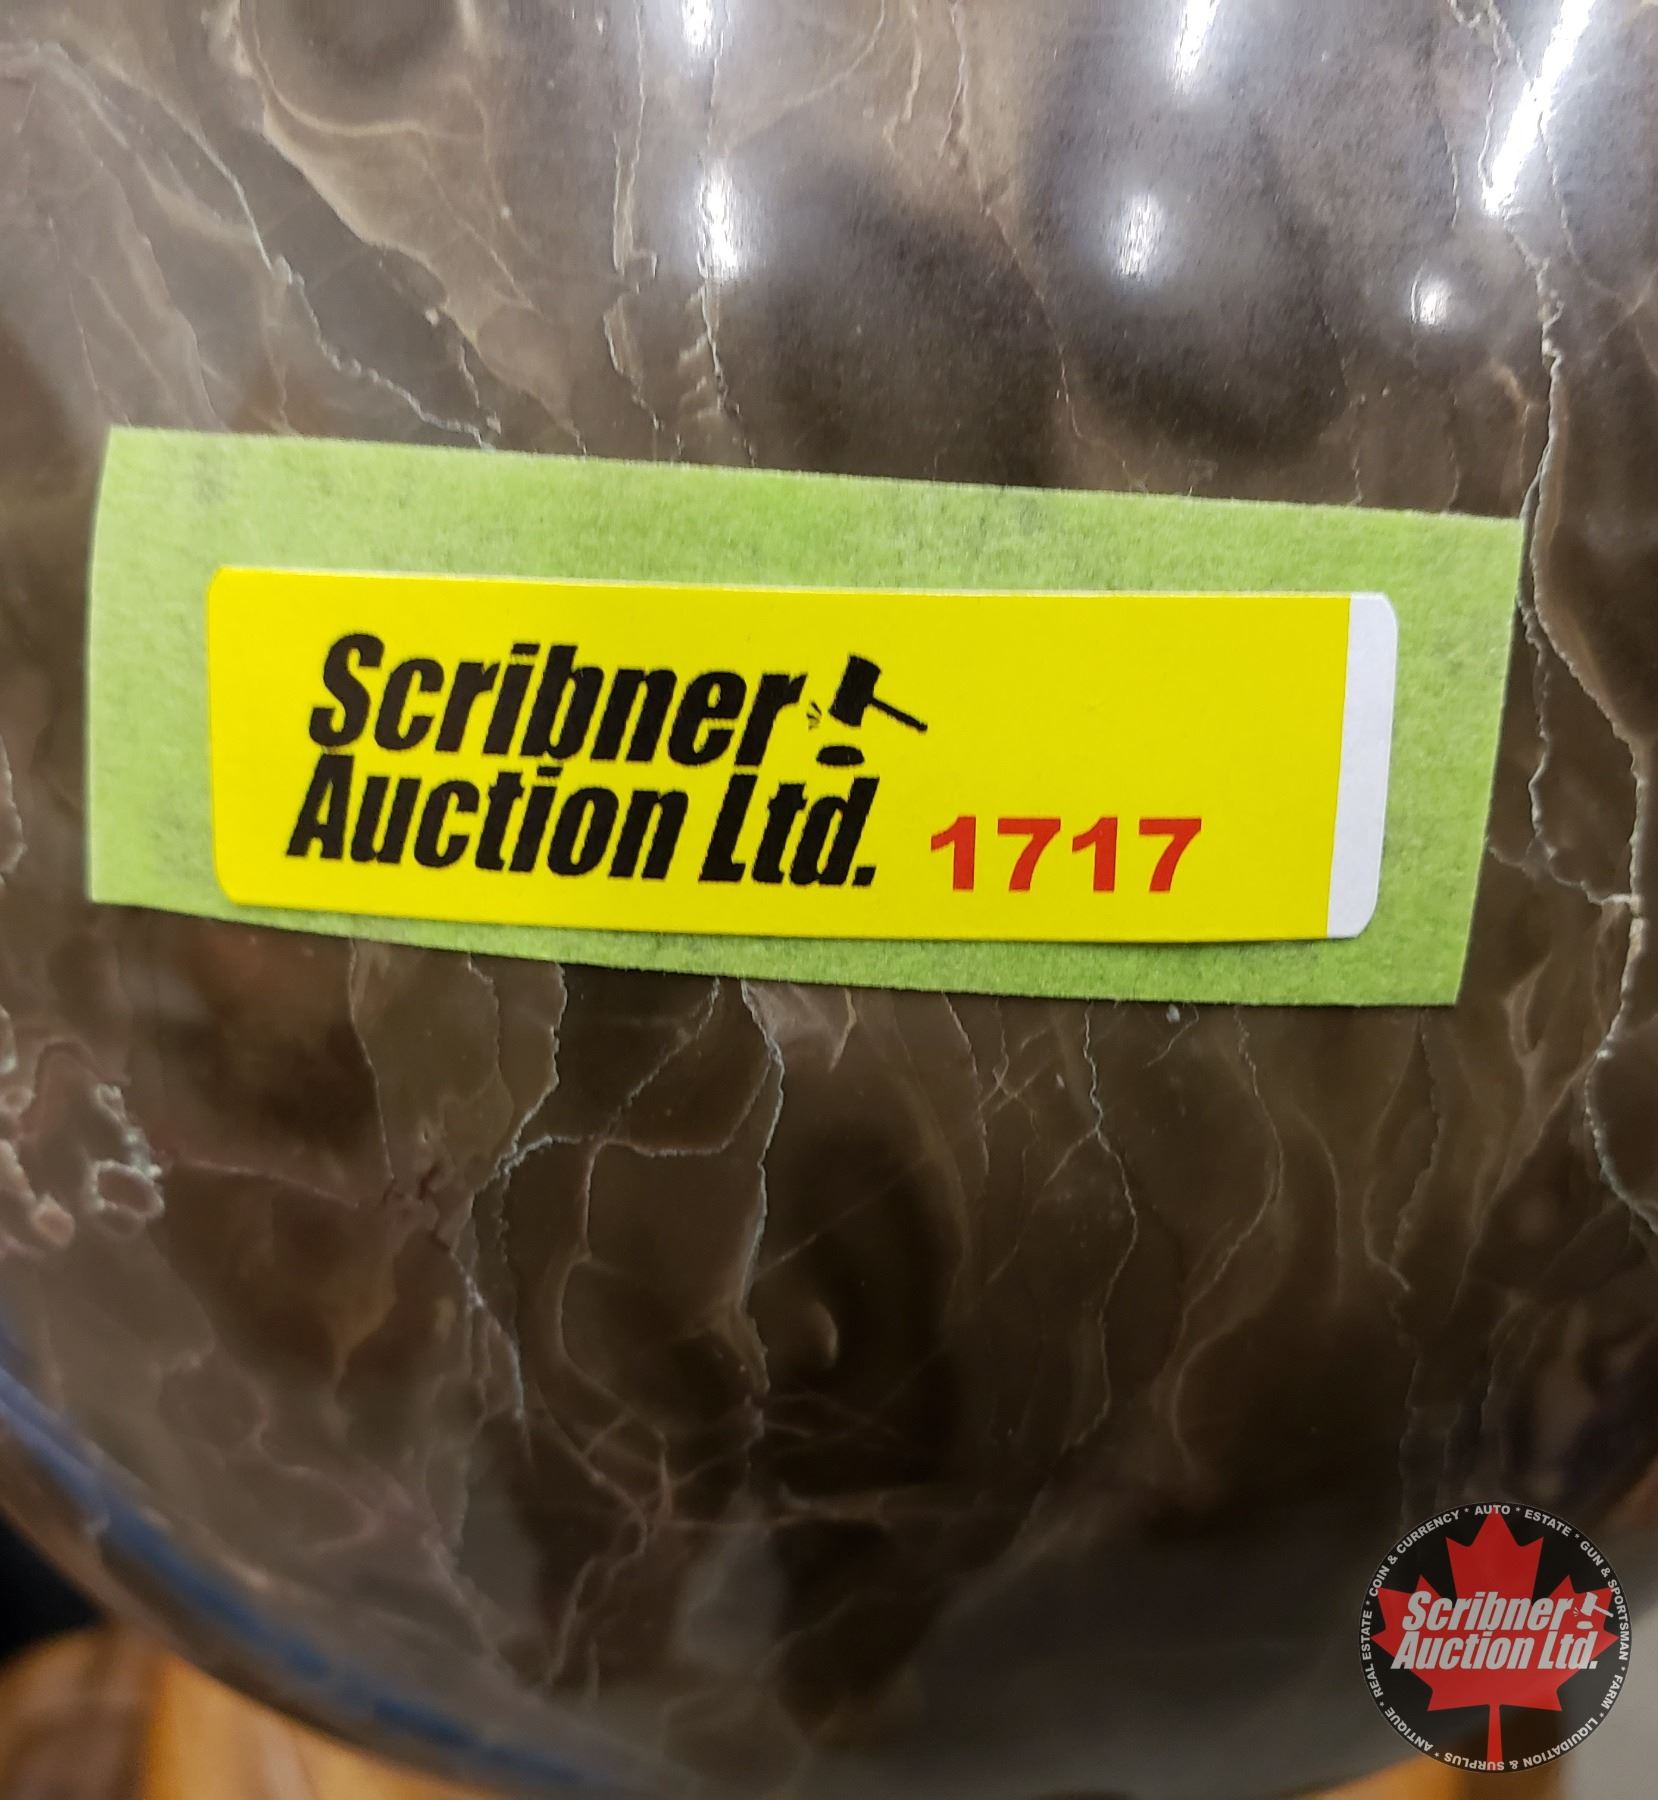 Scribner
Auction Ltd. 1717
COIN & CURRENCY * AUTO * ESTATE * GUN & SPORTSMAN * FARM * LIQUIDATION & SURPLUS * ANTIQUE * REAL ESTATE *
Scribner
Auction Ltd.